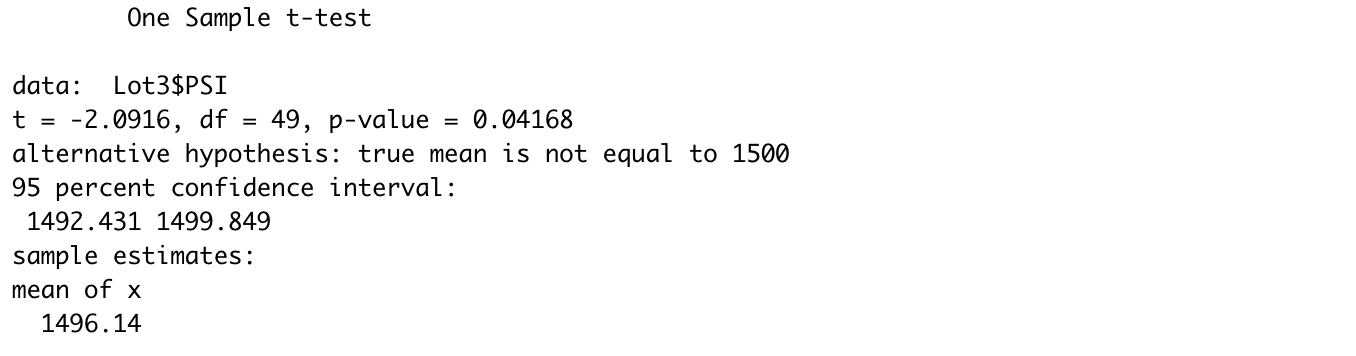 One Sample t-test
data:  Lot3$PSI
t = -2.0916, df = 49, p-value = 0.04168
alternative hypothesis: true mean is not equal to 1500
95 percent confidence interval:
1492.431 1499.849
sample estimates:
mean of x
1496.14